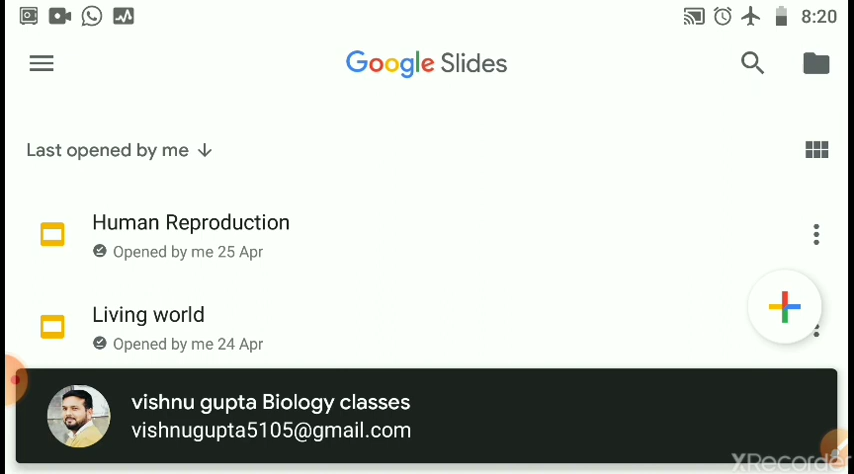 8:20
Google Slides
Last opened by me
Human Reproduction
Opened by me 25 Apr
Living world
Opened by me 24 Apr
vishnu gupta Biology classes
vishnugupta5105@gmail.com
XRecorder